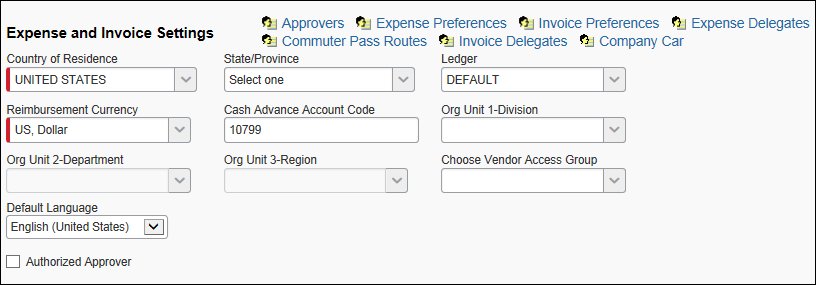 Expense and Invoice Settings
Approvers Expense Preferences Invoice Preferences Expense Delegates
Commuter Pass Routes Invoice Delegates Company Car
Country of Residence State/Province Ledger
UNITED STATES Select one DEFAULT
Reimbursement Currency Cash Advance Account Code Org Unit 1-Division
US, Dollar 10799
Org Unit 2-Department Org Unit 3-Region Choose Vendor Access Group
Default Language
English (United States)
Authorized Approver